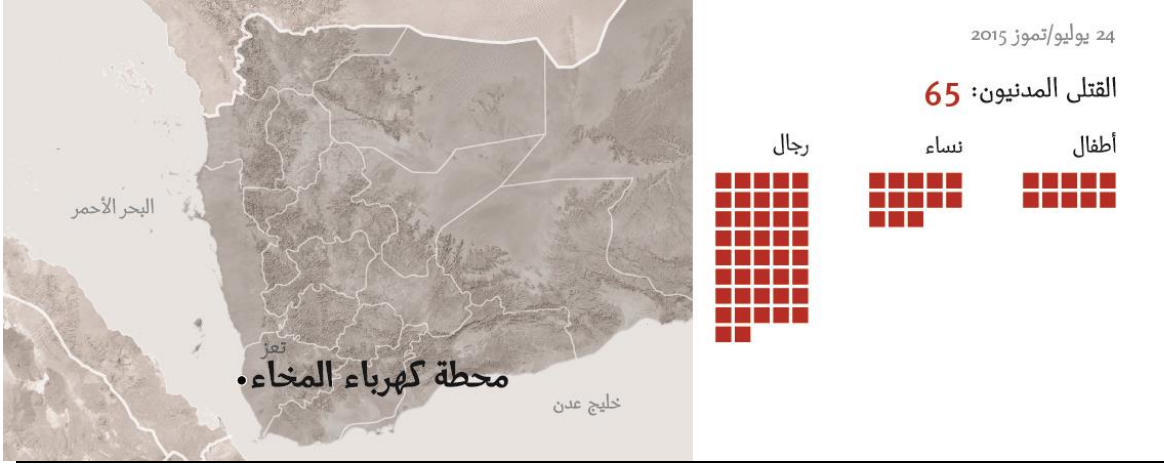 24 يوليو/تموز 2015
القتلى المدنيون: 65
أطفال
نساء
رجال
البحر الأحمر
تعز
محطة كهرباء المخاء
خليج عدن